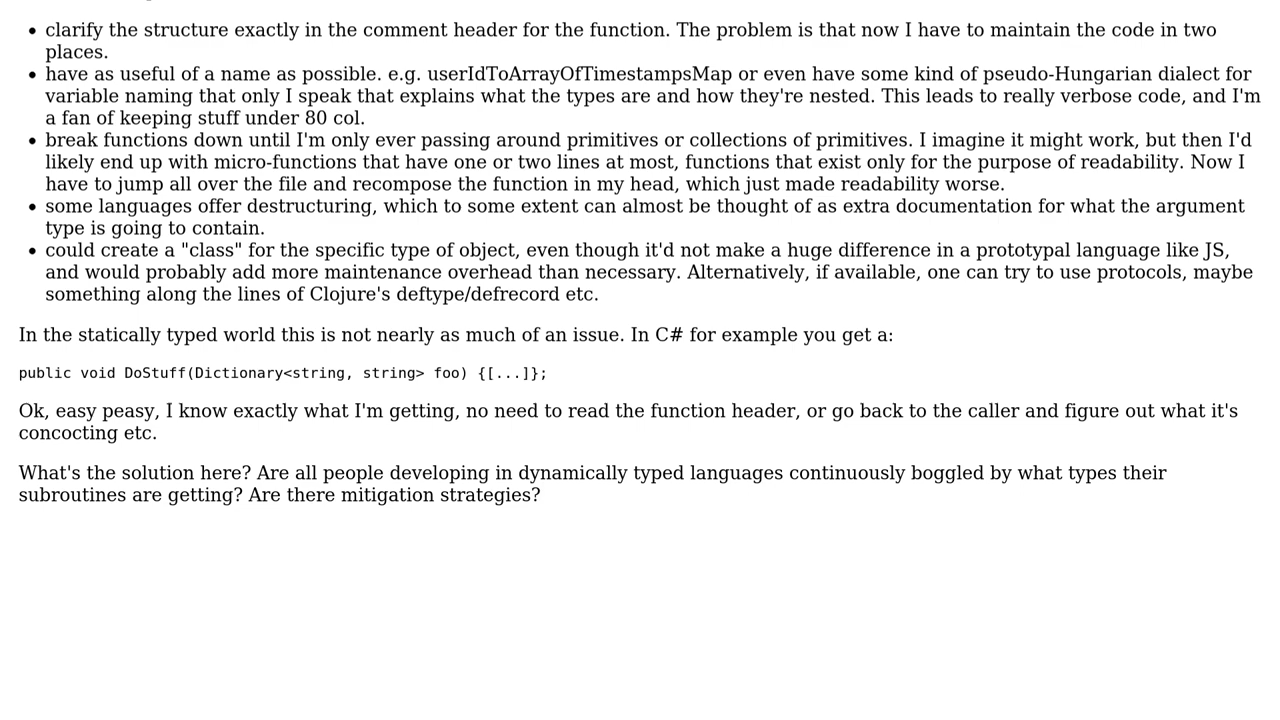 • clarify the structure exactly in the comment header for the function. The problem is that now I have to maintain the code in two
places.
• have as useful of a name as possible. e.g. userIdToArrayOfTimestampsMap or even have some kind of pseudo-Hungarian dialect for
variable naming that only I speak that explains what the types are and how they're nested. This leads to really verbose code, and I'm
a fan of keeping stuff under 80 col.
• break functions down until I'm only ever passing around primitives or collections of primitives. I imagine it might work, but then I'd
likely end up with micro-functions that have one or two lines at most, functions that exist only for the purpose of readability. Now I
have to jump all over the file and recompose the function in my head, which just made readability worse.
• some languages offer destructuring, which to some extent can almost be thought of as extra documentation for what the argument
type is going to contain.
• could create a "class" for the specific type of object, even though it'd not make a huge difference in a prototypal language like JS,
and would probably add more maintenance overhead than necessary. Alternatively, if available, one can try to use protocols, maybe
something along the lines of Clojure's deftype/defrecord etc.
In the statically typed world this is not nearly as much of an issue. In C# for example you get a:
public void DoStuff(Dictionary<string, string> foo) {[...]};
Ok, easy peasy, I know exactly what I'm getting, no need to read the function header, or go back to the caller and figure out what it's
concocting etc.
What's the solution here? Are all people developing in dynamically typed languages continuously boggled by what types their
subroutines are getting? Are there mitigation strategies?